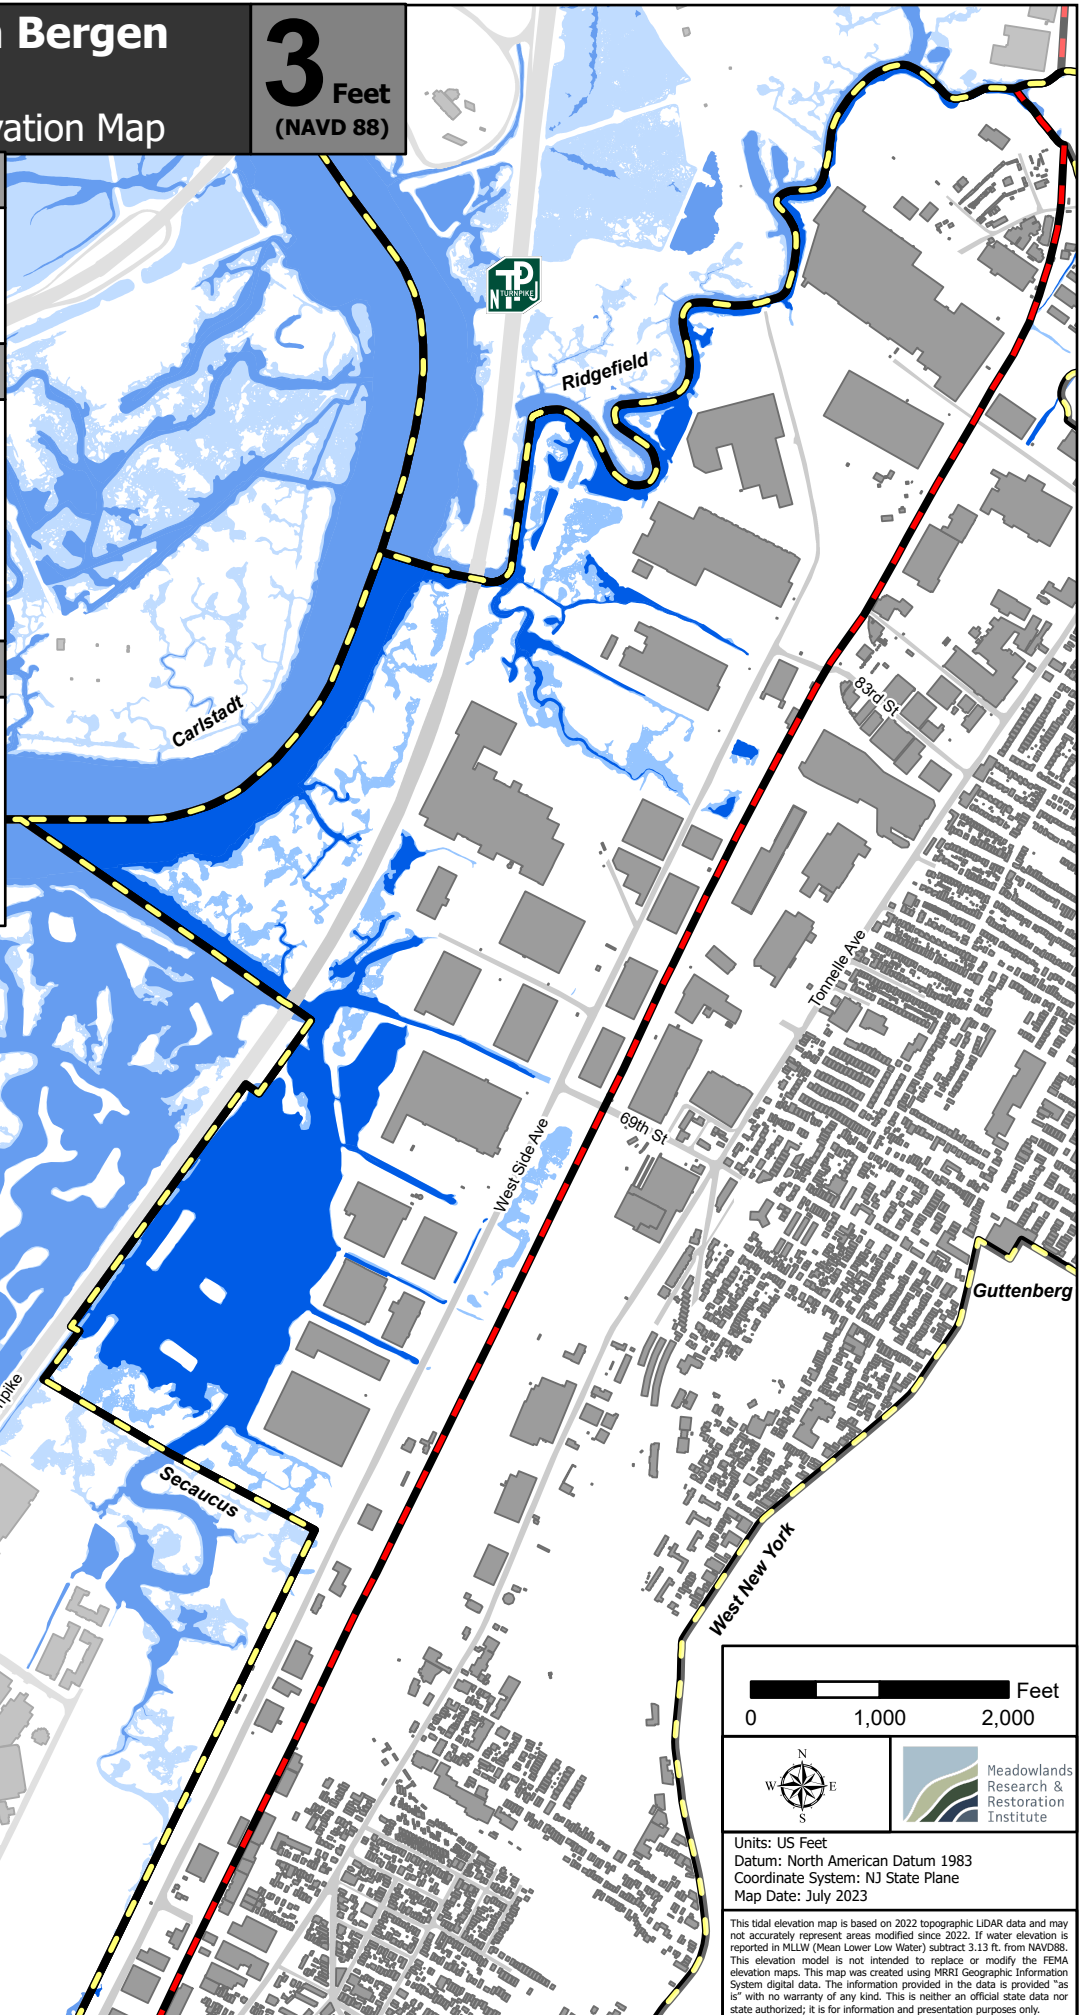 Bergen
vation Map
3
Feet
(NAVD 88)
N TURNPIKE J
TP
Ridgefield
Carlstadt
83rd St
Tonnelle Ave
69th St
West Side Ave
Guttenberg
npike
Secaucus
West New York
Feet
0 1,000 2,000
N
W E
S
Meadowlands
Research &
Restoration
Institute
Units: US Feet
Datum: North American Datum 1983
Coordinate System: NJ State Plane
Map Date: July 2023
This tidal elevation map is based on 2022 topographic LiDAR data and may
not accurately represent areas modified since 2022. If water elevation is
reported in MLLW (Mean Lower Low Water) subtract 3.13 ft. from NAVD88.
This elevation model is not intended to replace or modify the FEMA
elevation maps. This map was created using MRRI Geographic Information
System digital data. The information provided in the data is provided "as
is" with no warranty of any kind. This is neither an official state data nor
state authorized; it is for information and presentation purposes only.